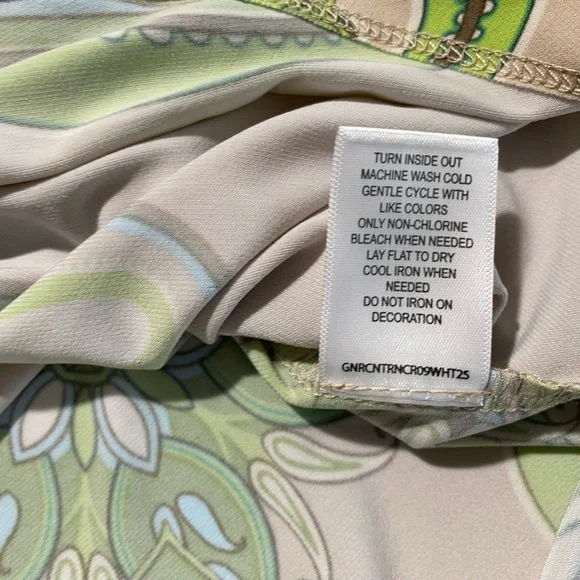 TURN INSIDE OUT
MACHINE WASH COLD
GENTLE CYCLE WITH
LIKE COLORS
ONLY NON-CHLORINE
BLEACH WHEN NEEDED
LAY FLAT TO DRY
COOL IRON WHEN
NEEDED
DO NOT IRON ON
DECORATION
GNRCNTRNCR09WHT25